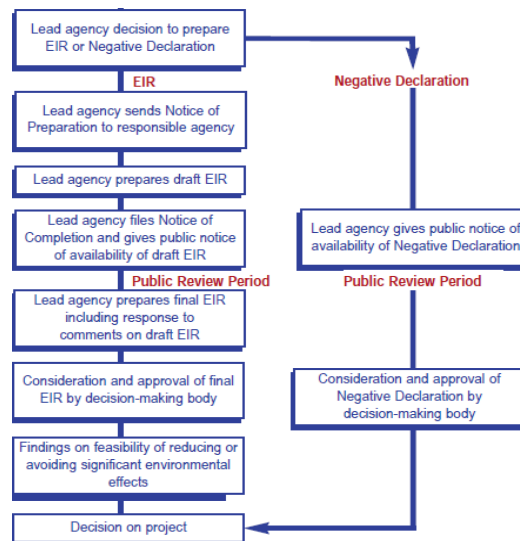 Lead agency decision to prepare
EIR or Negative Declaration
EIR
Negative Declaration
Lead agency sends Notice of
Preparation to responsible agency
Lead agency prepares draft EIR
Lead agency files Notice of
Completion and gives public notice
of availability of draft EIR
Lead agency gives public notice of
availability of Negative Declaration
Public Review Period
Public Review Period
Lead agency prepares final EIR
including response to
comments on draft EIR
Consideration and approval of final
EIR by decision-making body
Consideration and approval of
Negative Declaration by
decision-making body
Findings on feasibility of reducing or
avoiding significant environmental
effects
Decision on project